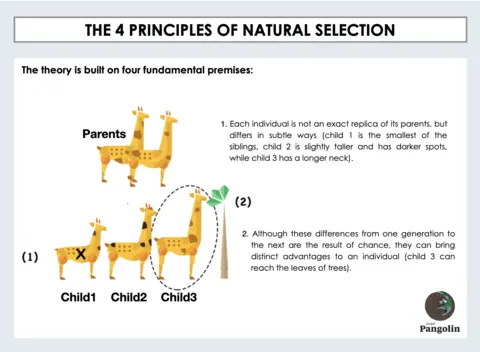 THE 4 PRINCIPLES OF NATURAL SELECTION
The theory is built on four fundamental premises:
Parents
1. Each individual is not an exact replica of its parents, but
differs in subtle ways (child 1 is the smallest of the
siblings, child 2 is slightly taller and has darker spots,
while child 3 has a longer neck).
(2)
2. Although these differences from one generation to
the next are the result of chance, they can bring
distinct advantages to an individual (child 3 can
reach the leaves of trees).
(1)
X
Child1 Child2 Child3
Pangolin